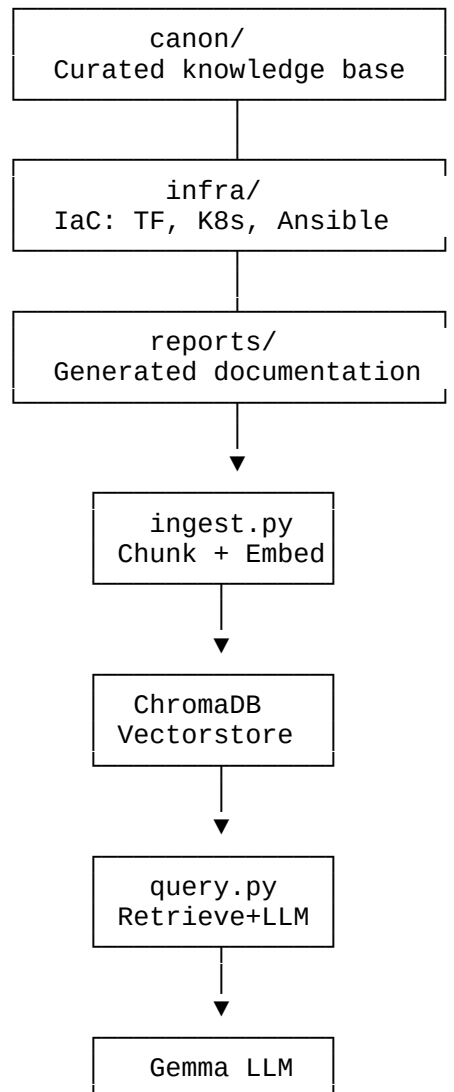 canon/
Curated knowledge base
infra/
IaC: TF, K8s, Ansible
reports/
Generated documentation
ingest.py
Chunk + Embed
ChromaDB
Vectorstore
query.py
Retrieve+LLM
Gemma LLM